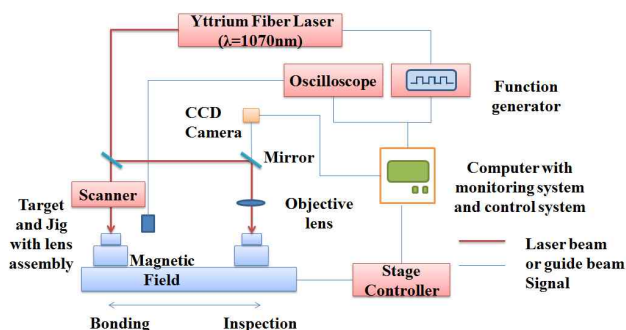 Yttrium Fiber Laser
(λ=1070nm)
Oscilloscope
Function
generator
CCD
Camera
Mirror
Scanner
Computer with
monitoring system
and control system
Target
and Jig
with lens
assembly
Objective
lens
Magnetic
Field
Stage
Controller
Laser beam
or guide beam
Signal
Bonding
Inspection